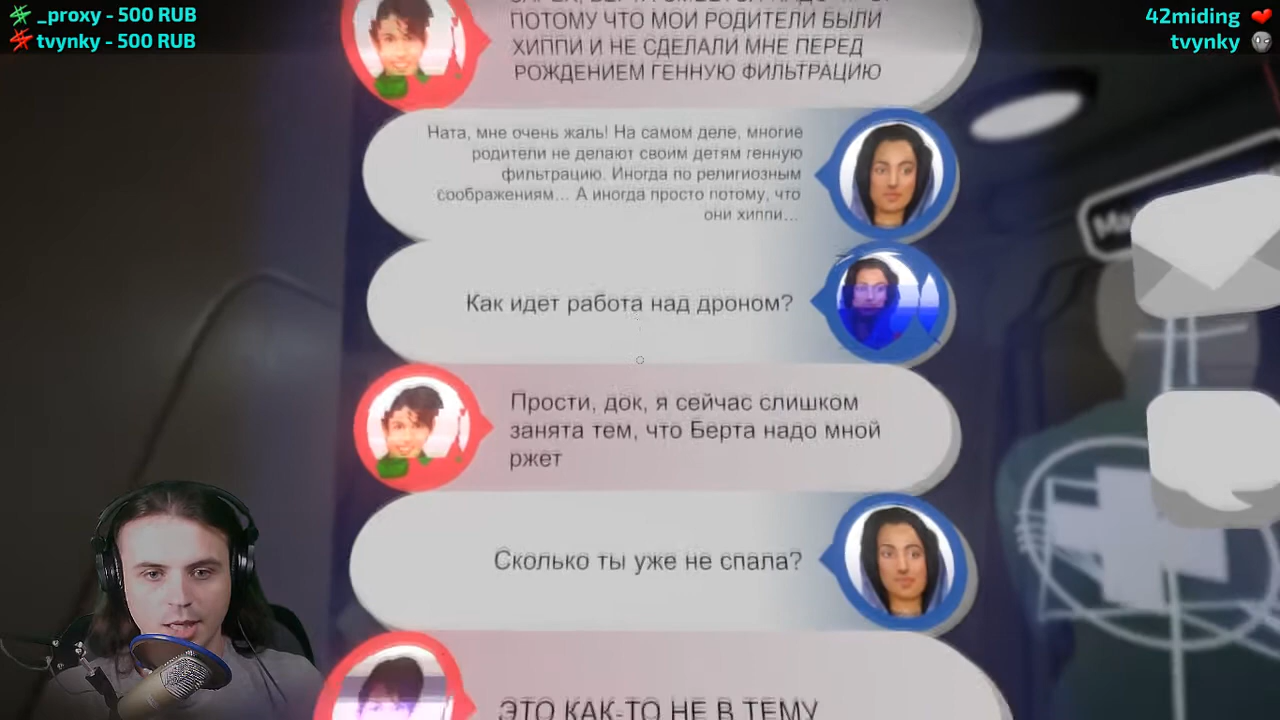 _proxy - 500 RUB
tvynky - 500 RUB
42miding
tvynky
ПОТОМУ ЧТО МОИ РОДИТЕЛИ БЫЛИ
ХИППИ И НЕ СДЕЛАЛИ МНЕ ПЕРЕД
РОЖДЕНИЕМ ГЕННУЮ ФИЛЬТРАЦИЮ
Ната, мне очень жаль! На самом деле, многие
родители не делают своим детям генную
фильтрацию. Иногда по религиозным
соображениям... А иногда просто потому, что
они хиппи...
Как идет работа над дроном?
Прости, док, я сейчас слишком
занята тем, что Берта надо мной
ржет
Сколько ты уже не спала?
ЭТО КАК-ТО НЕ В ТЕМУ